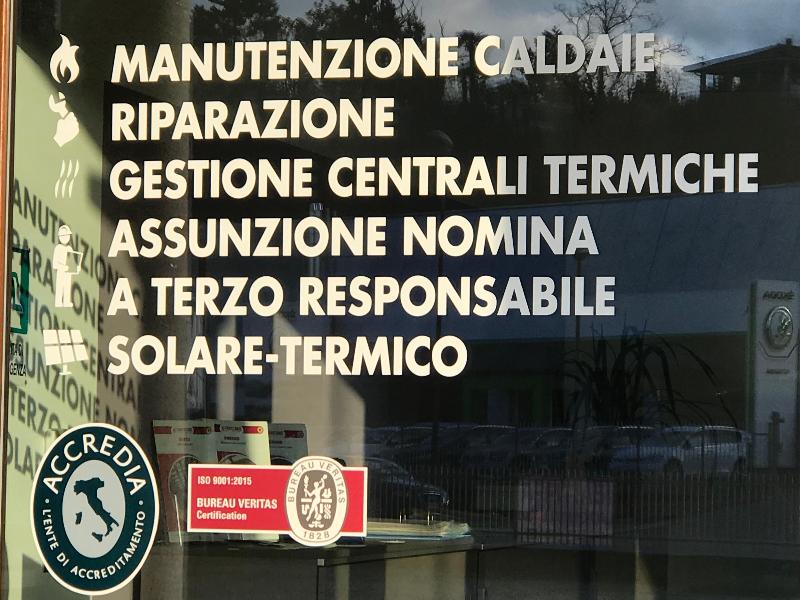 MANUTENZIONE CALDAIE
RIPARAZIONE
GESTIONE CENTRALI TERMICHE
ASSUNZIONE NOMINA
A TERZO RESPONSABILE
SOLARE-TERMICO
ACCREDIA
L'ENTE DI ACCREDITAMENTO
ISO 9001:2015
BUREAU VERITAS
Certification
BUREAU VERITAS
1828